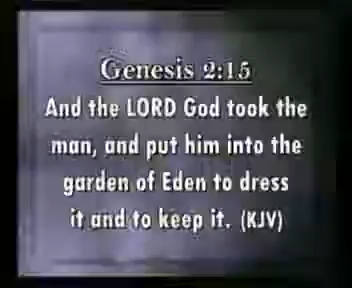 Genesis 2:15
And the LORD God took the
man, and put him into the
garden of Eden to dress
it and to keep it. (KJV)